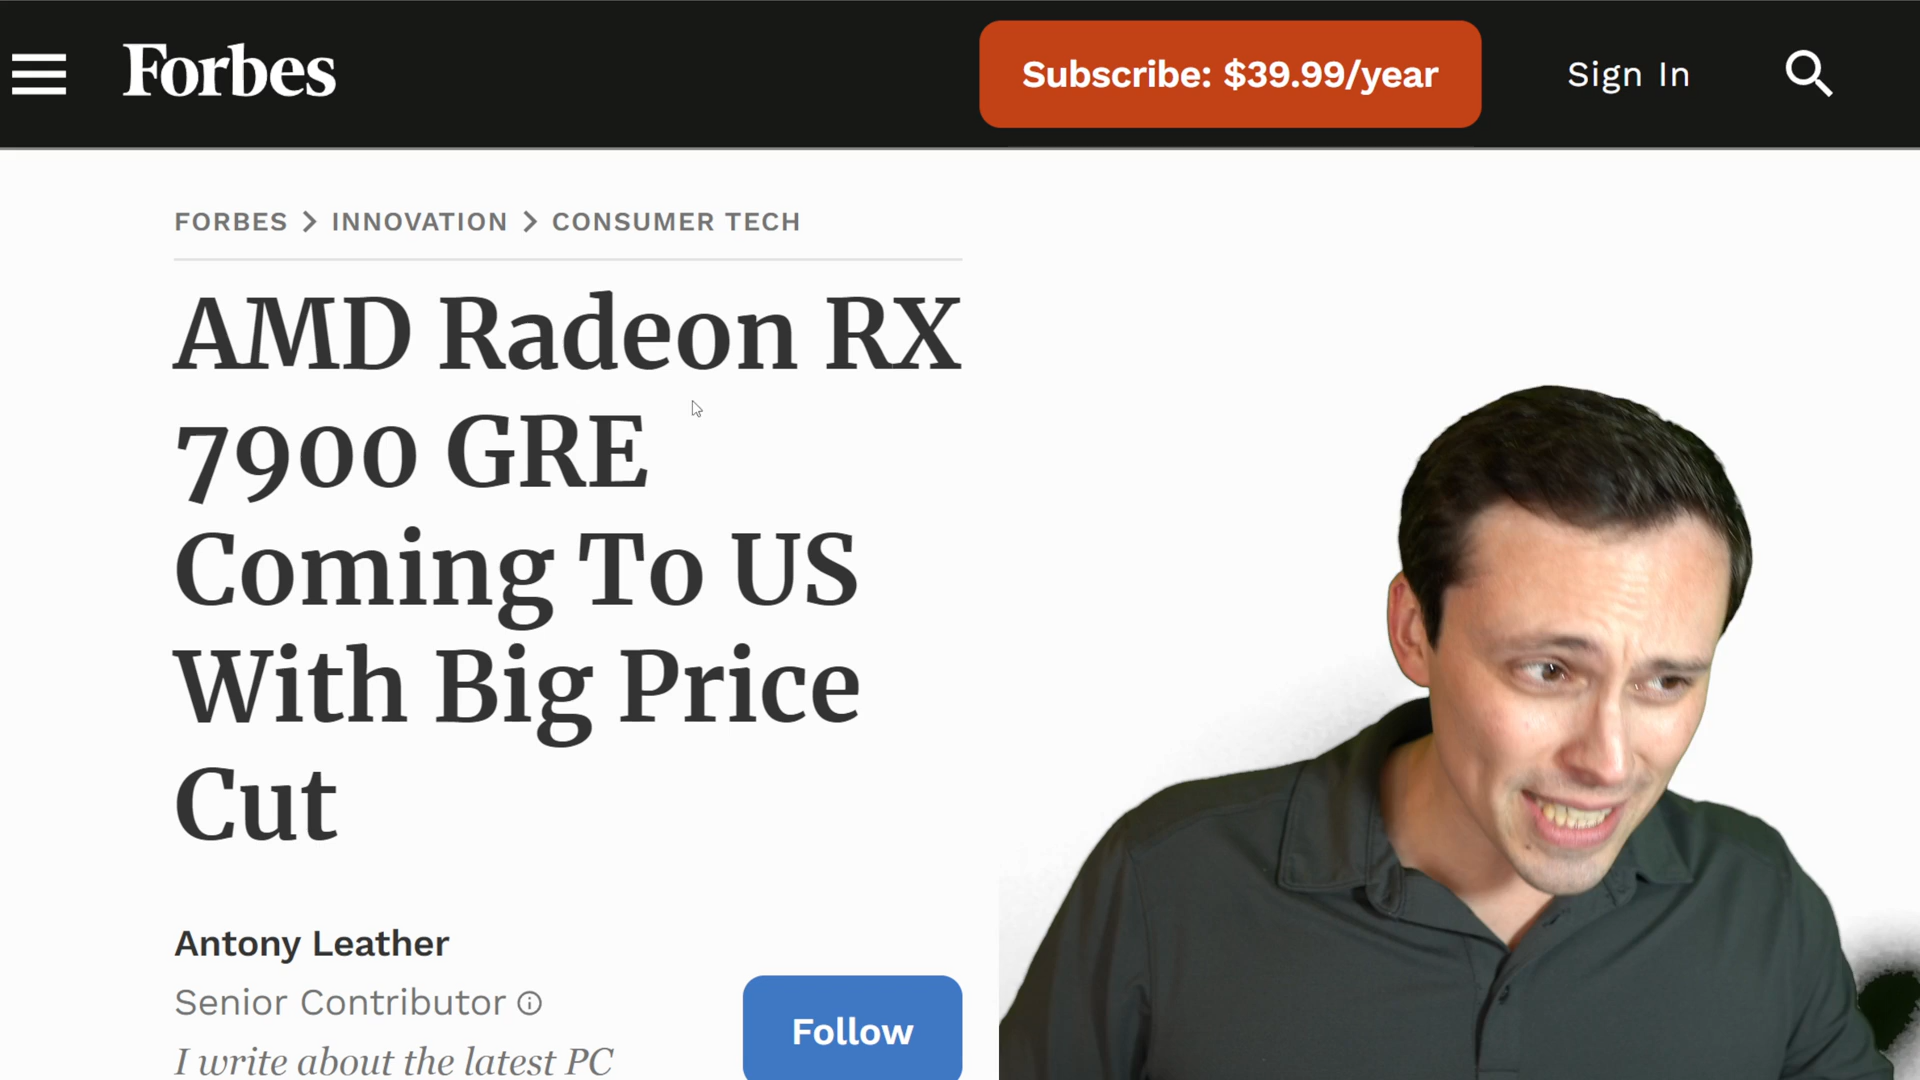 Forbes
Subscribe: $39.99/year
Sign In
FORBES > INNOVATION > CONSUMER TECH
AMD Radeon RX
7900 GRE
Coming To US
With Big Price
Cut
Antony Leather
Senior Contributor
Follow
I write about the latest PC